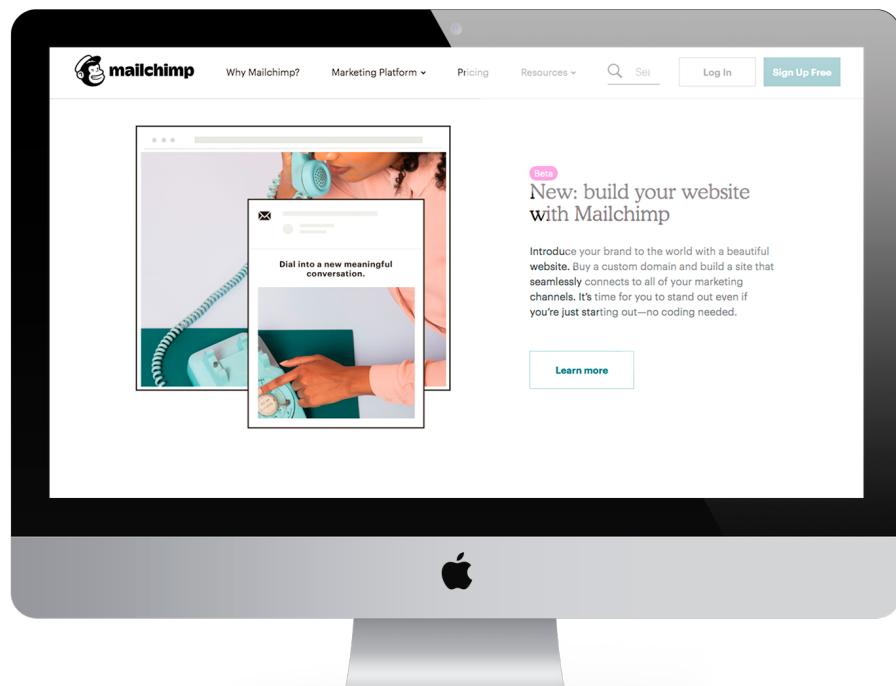 mailchimp
Why Mailchimp?
Marketing Platform
Pricing
Resources
Log In
Sign Up Free
Dial into a new meaningful
conversation.
Beta
New: build your website
with Mailchimp
Introduce your brand to the world with a beautiful
website. Buy a custom domain and build a site that
seamlessly connects to all of your marketing
channels. It's time for you to stand out even if
you're just starting out—no coding needed.
Learn more